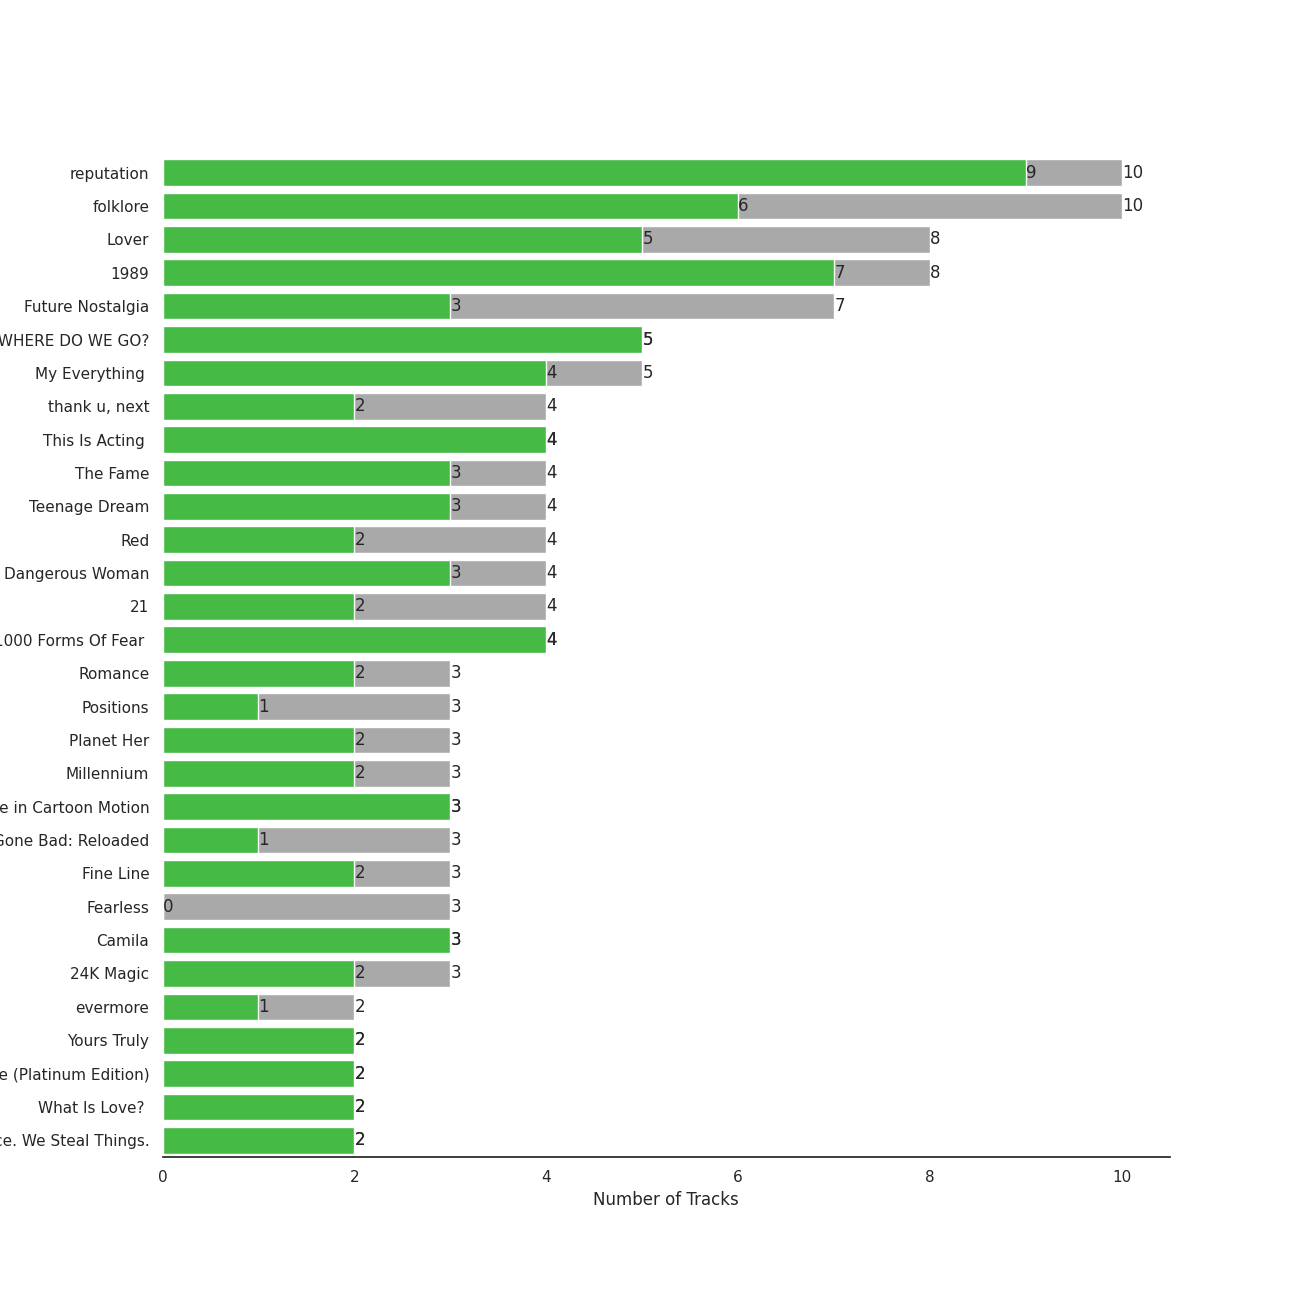 reputation 9 10
folklore 6 10
Lover 5 8
1989 7 8
Future Nostalgia 3 7
WHERE DO WE GO? 5 5
My Everything 4 5
thank u, next 2 4
This Is Acting 4 4
The Fame 3 4
Teenage Dream 3 4
Red 2 4
Dangerous Woman 3 4
21 2 4
1000 Forms Of Fear 4 4
Romance 2 3
Positions 1 3
Planet Her 2 3
Millennium 2 3
in Cartoon Motion 3 3
Gone Bad: Reloaded 1 3
Fine Line 2 3
Fearless 0 3
Camila 3 3
24K Magic 2 3
evermore 1 2
Yours Truly 2 2
(Platinum Edition) 2 2
What Is Love? 2 2
We Steal Things. 2 2
0 2 4 6 8 10
Number of Tracks